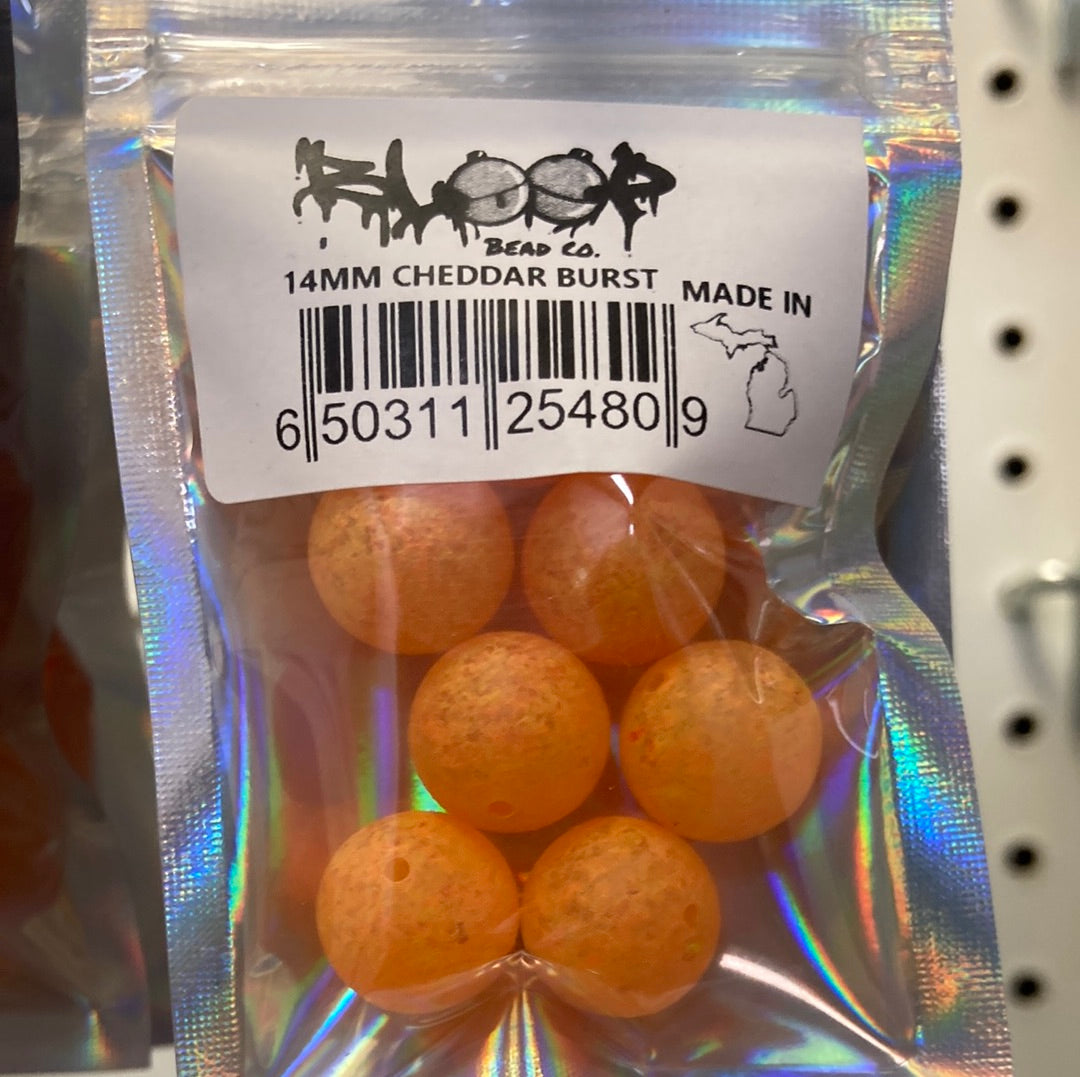 BLOOP
BEAD CO.
14MM CHEDDAR BURST
MADE IN
6 50311 25480 9